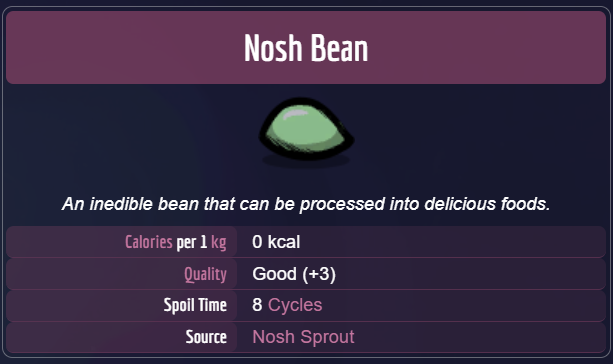 Nosh Bean
An inedible bean that can be processed into delicious foods.
Calories per 1 kg 0 kcal
Quality Good (+3)
Spoil Time 8 Cycles
Source Nosh Sprout